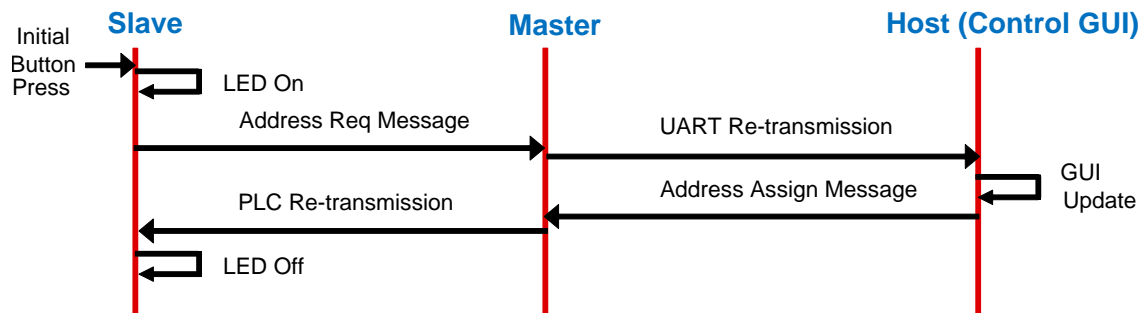 Slave
Master
Host (Control GUI)
Initial
Button
Press
LED On
Address Req Message
UART Re-transmission
GUI
Update
Address Assign Message
PLC Re-transmission
LED Off